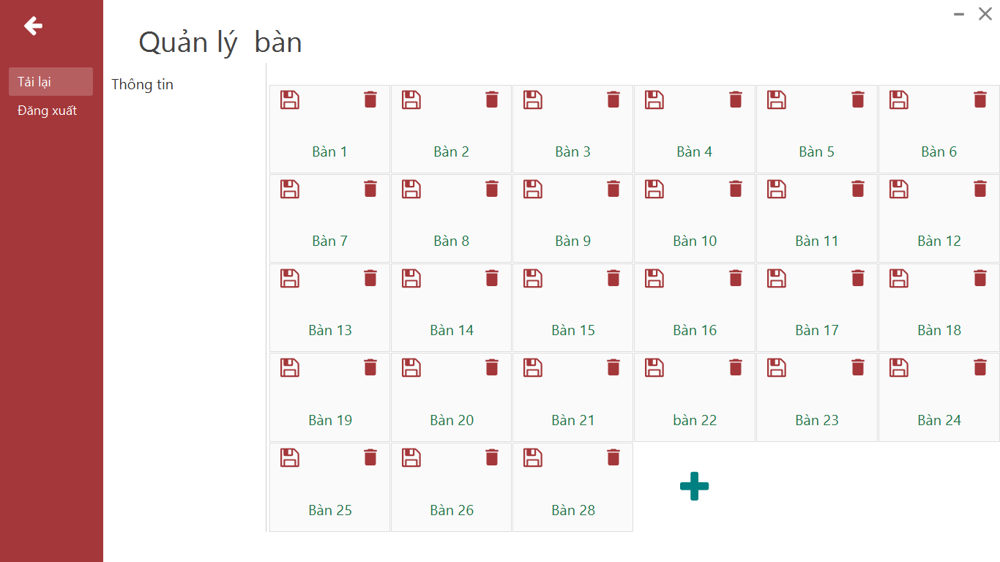 Quản lý  bàn
Tải lại
Đăng xuất
Thông tin
Bàn 1
Bàn 2
Bàn 3
Bàn 4
Bàn 5
Bàn 6
Bàn 7
Bàn 8
Bàn 9
Bàn 10
Bàn 11
Bàn 12
Bàn 13
Bàn 14
Bàn 15
Bàn 16
Bàn 17
Bàn 18
Bàn 19
Bàn 20
Bàn 21
bàn 22
Bàn 23
Bàn 24
Bàn 25
Bàn 26
Bàn 28